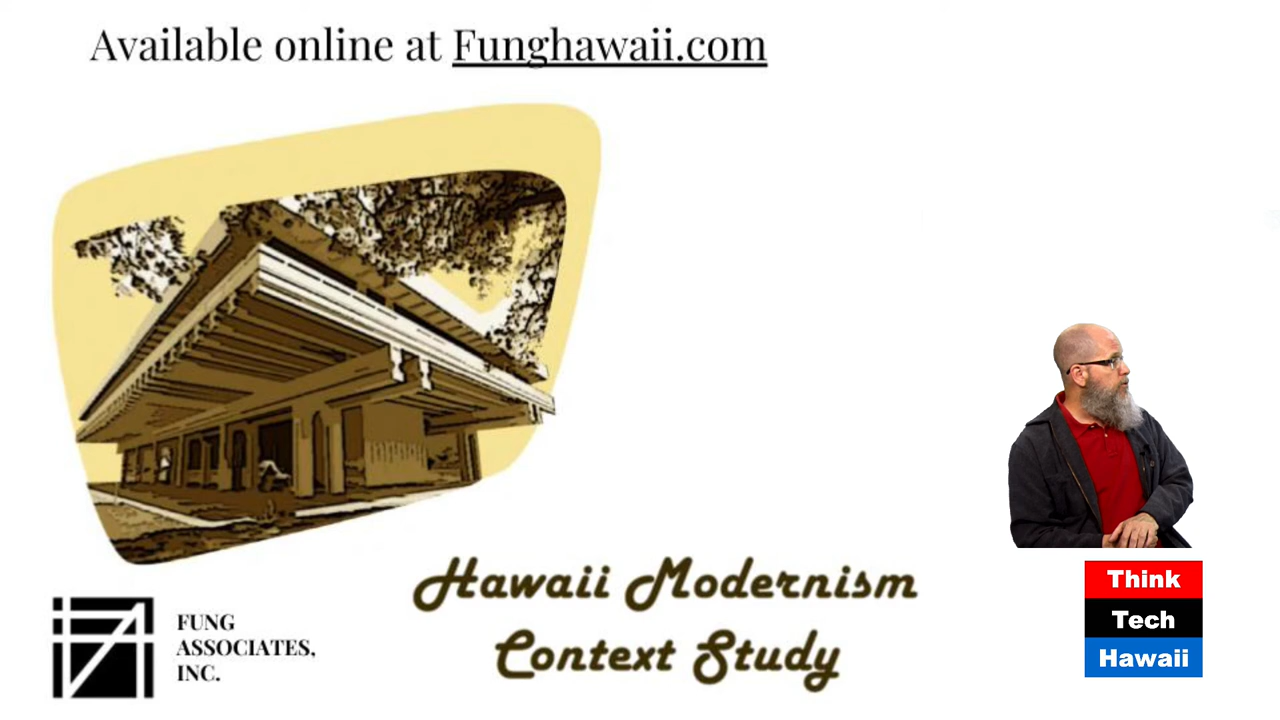 Available online at Funghawaii.com
Hawaii Modernism
Context Study
FUNG
ASSOCIATES,
INC.
Think
Tech
Hawaii